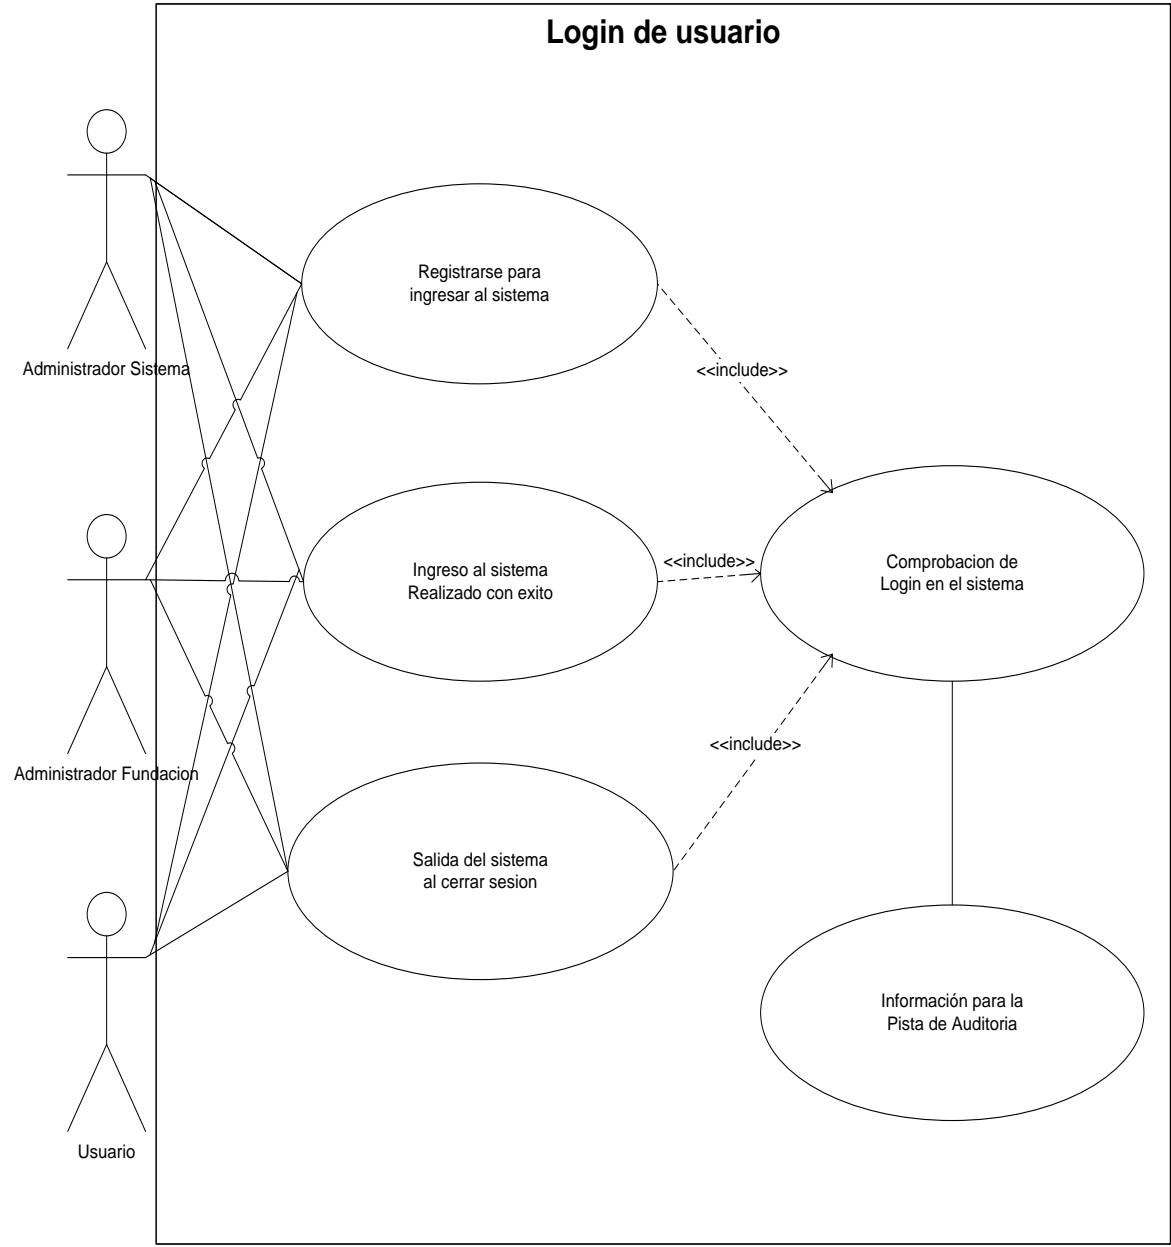 Login de usuario
Registrarse para
ingresar al sistema
Administrador Sistema
<<include>>
Ingreso al sistema
Realizado con exito
<<include>>
Comprobacion de
Login en el sistema
Administrador Fundacion
<<include>>
Salida del sistema
al cerrar sesion
Información para la
Pista de Auditoria
Usuario